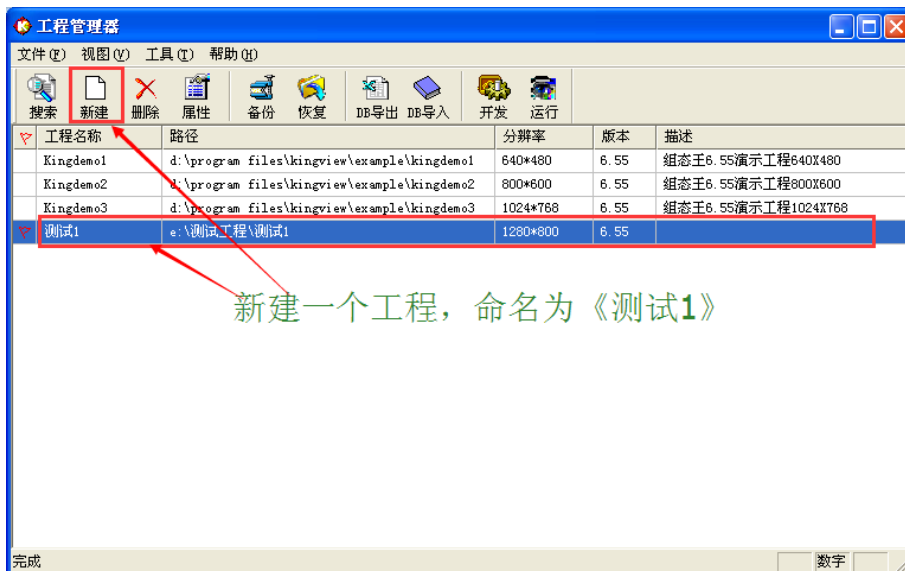 工程管理器
文件(F) 视图(V) 工具(T) 帮助(H)
搜索 新建 删除 属性 备份 恢复 DB导出 DB导入 开发 运行
工程名称 路径 分辨率 版本 描述
Kingdemo1 d:\program files\kingview\example\kingdemo1 640*480 6.55 组态王6.55演示工程640X480
Kingdemo2 d:\program files\kingview\example\kingdemo2 800*600 6.55 组态王6.55演示工程800X600
Kingdemo3 d:\program files\kingview\example\kingdemo3 1024*768 6.55 组态王6.55演示工程1024X768
测试1 e:\测试工程\测试1 1280*800 6.55
新建一个工程，命名为《测试1》
完成 数字